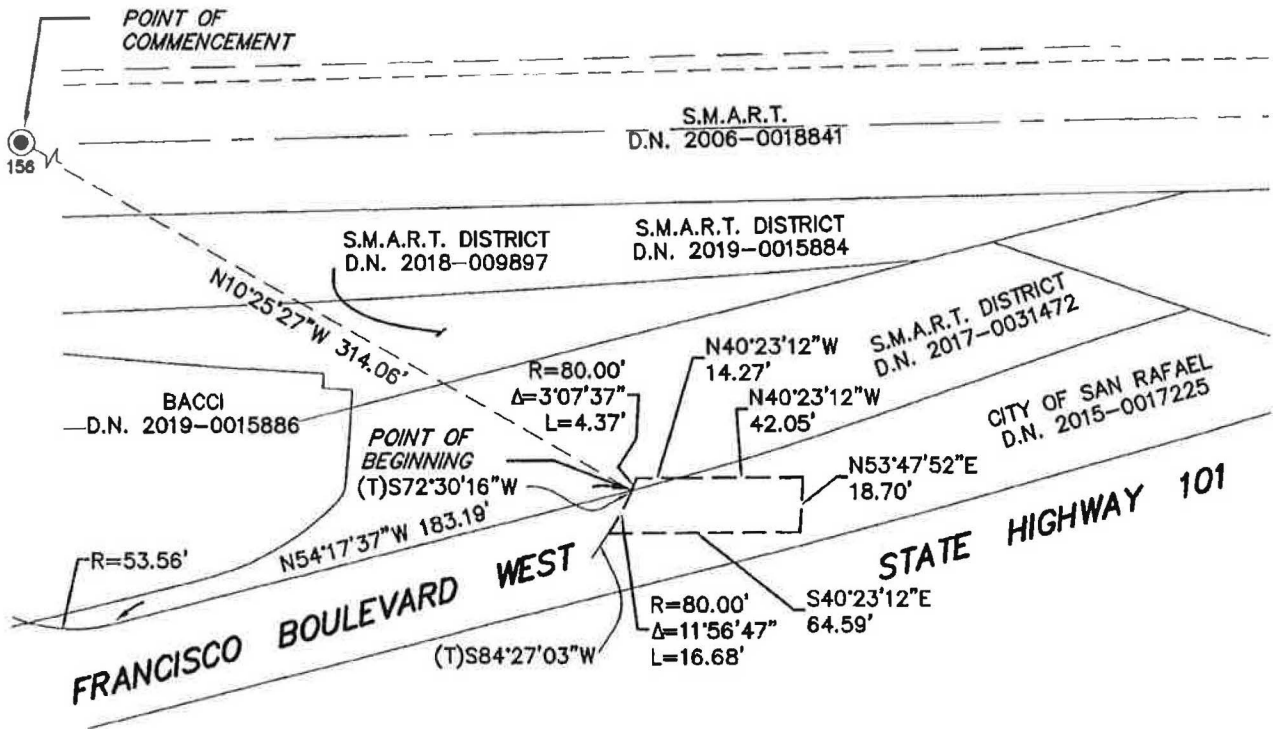 POINT OF
COMMENCEMENT
156
S.M.A.R.T.
D.N. 2006-0018841
S.M.A.R.T. DISTRICT
D.N. 2018-009897
S.M.A.R.T. DISTRICT
D.N. 2019-0015884
N10°25'27"W 314.06'
S.M.A.R.T. DISTRICT
D.N. 2017-0031472
BACCI
D.N. 2019-0015886
R=80.00'
Δ=3°07'37"
L=4.37'
N40°23'12"W
14.27'
N40°23'12"W
42.05'
CITY OF SAN RAFAEL
D.N. 2015-0017225
POINT OF
BEGINNING
(T)S72°30'16"W
N53°47'52"E
18.70'
N54°17'37"W 183.19'
R=53.56'
FRANCISCO BOULEVARD WEST
STATE HIGHWAY 101
R=80.00'
Δ=11°56'47"
L=16.68'
S40°23'12"E
64.59'
(T)S84°27'03"W